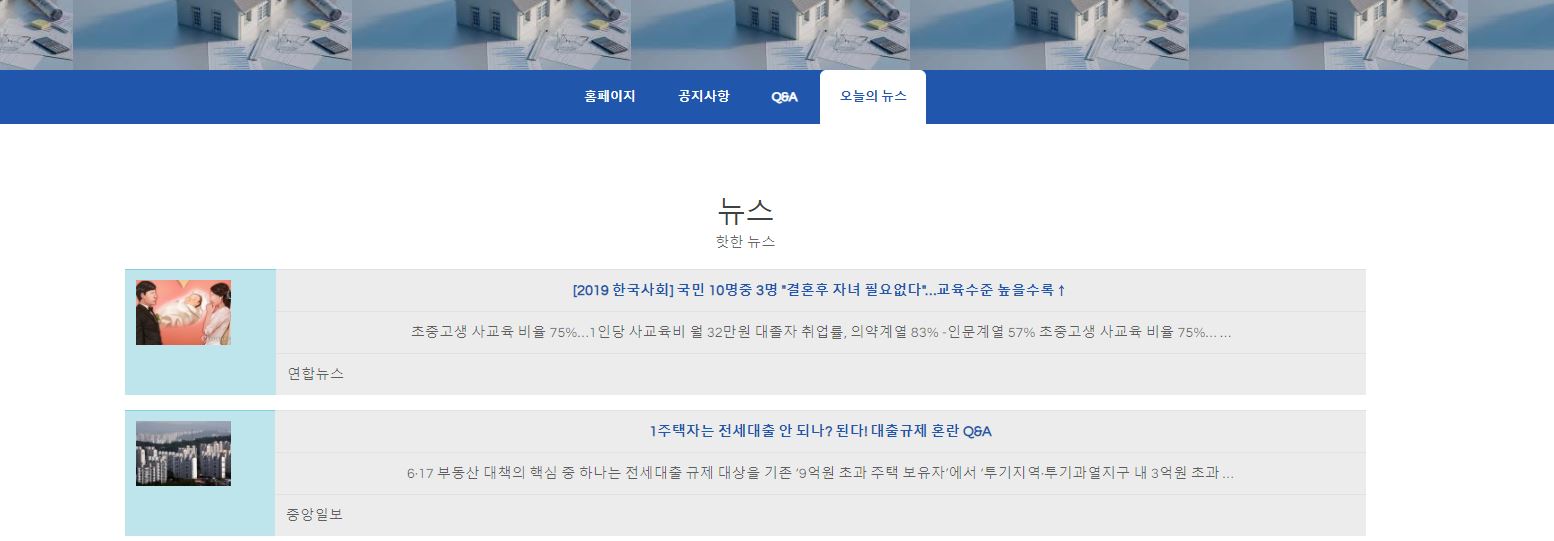 홈페이지 공지사항 Q&A 오늘의 뉴스
뉴스
핫한 뉴스
[2019 한국사회] 국민 10명중 3명 "결혼후 자녀 필요없다"...교육수준 높을수록↑
초중고생 사교육 비율 75%...1인당 사교육비 월 32만원 대졸자 취업률, 의약계열 83% -인문계열 57% 초중고생 사교육 비율 75%... ...
연합뉴스
1주택자는 전세대출 안 되나? 된다! 대출규제 혼란 Q&A
6·17 부동산 대책의 핵심 중 하나는 전세대출 규제 대상을 기존 ‘9억원 초과 주택 보유자’에서 ‘투기지역·투기과열지구 내 3억원 초과 ...
중앙일보